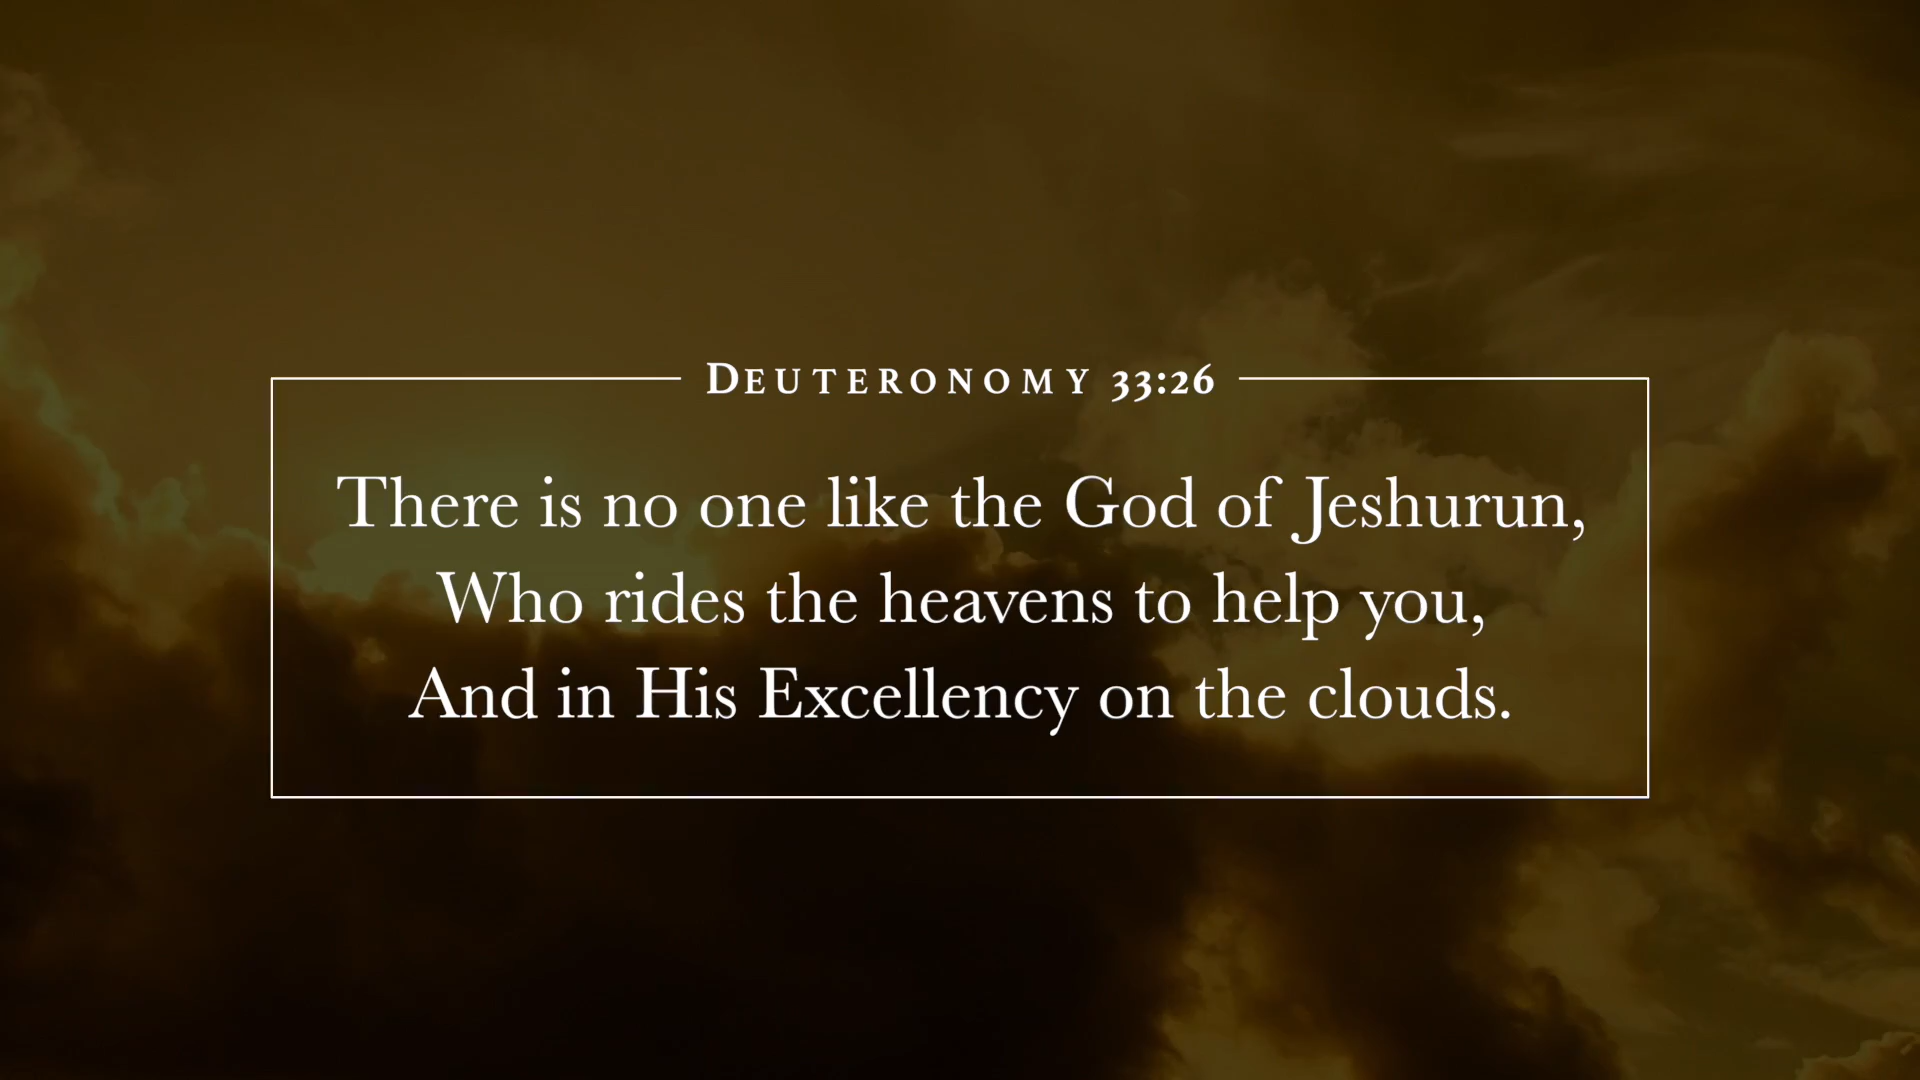 DEUTERONOMY 33:26
There is no one like the God of Jeshurun,
Who rides the heavens to help you,
And in His Excellency on the clouds.